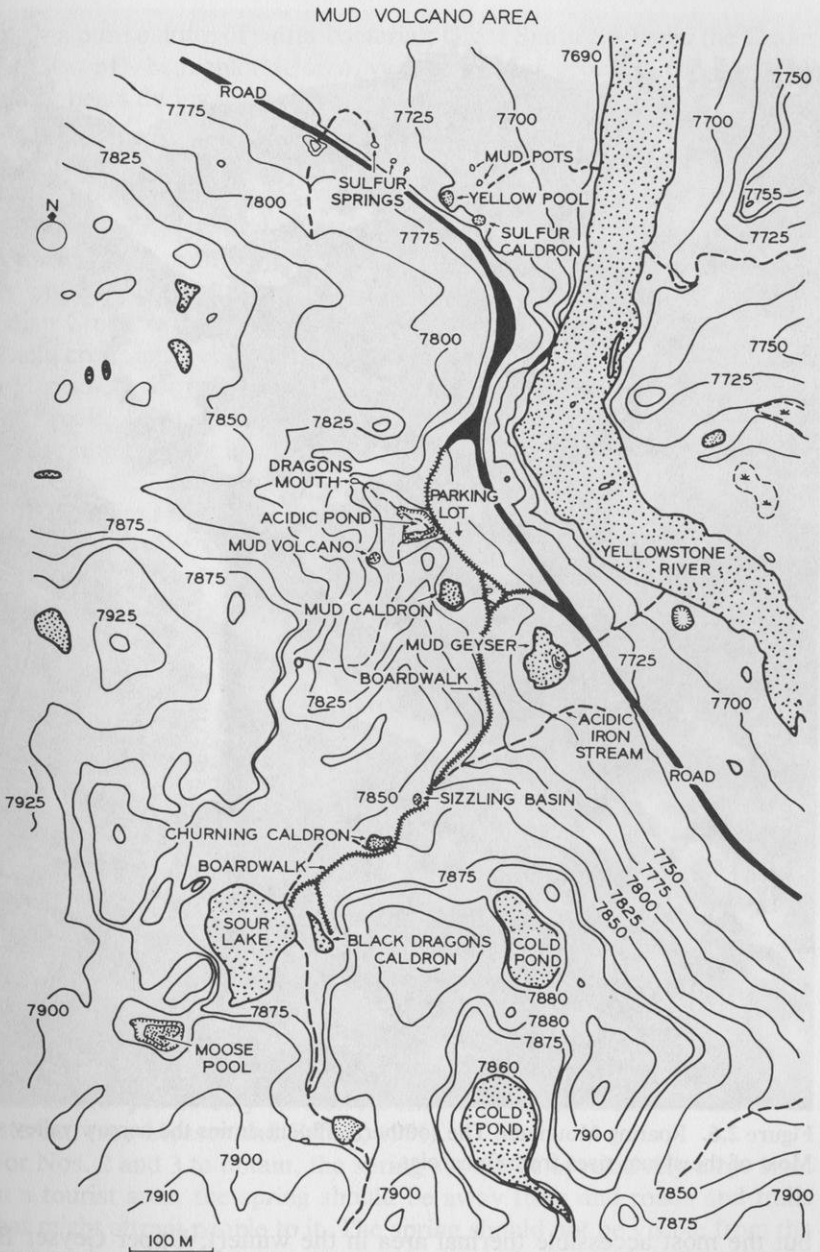 MUD VOLCANO AREA
7690
7750
ROAD
7775
7725
7700
7700
7825
MUD POTS
SULFUR
SPRINGS
YELLOW POOL
7755
7800
N
SULFUR
CALDRON
7725
7775
7800
7750
7725
7850
7825
DRAGONS
MOUTH
PARKING
LOT
ACIDIC POND
7875
MUD VOLCANO
YELLOWSTONE
RIVER
7875
7925
MUD CALDRON
MUD GEYSER
7725
BOARDWALK
7825
7700
ACIDIC
IRON
STREAM
ROAD
7925
7850
SIZZLING BASIN
CHURNING CALDRON
BOARDWALK
7750
7775
7800
7825
7850
7875
SOUR
LAKE
BLACK DRAGONS
CALDRON
COLD
POND
7880
7900
7875
7880
7875
MOOSE
POOL
7860
COLD
POND
7900
7900
7910
7900
7850
7900
7875
100 M